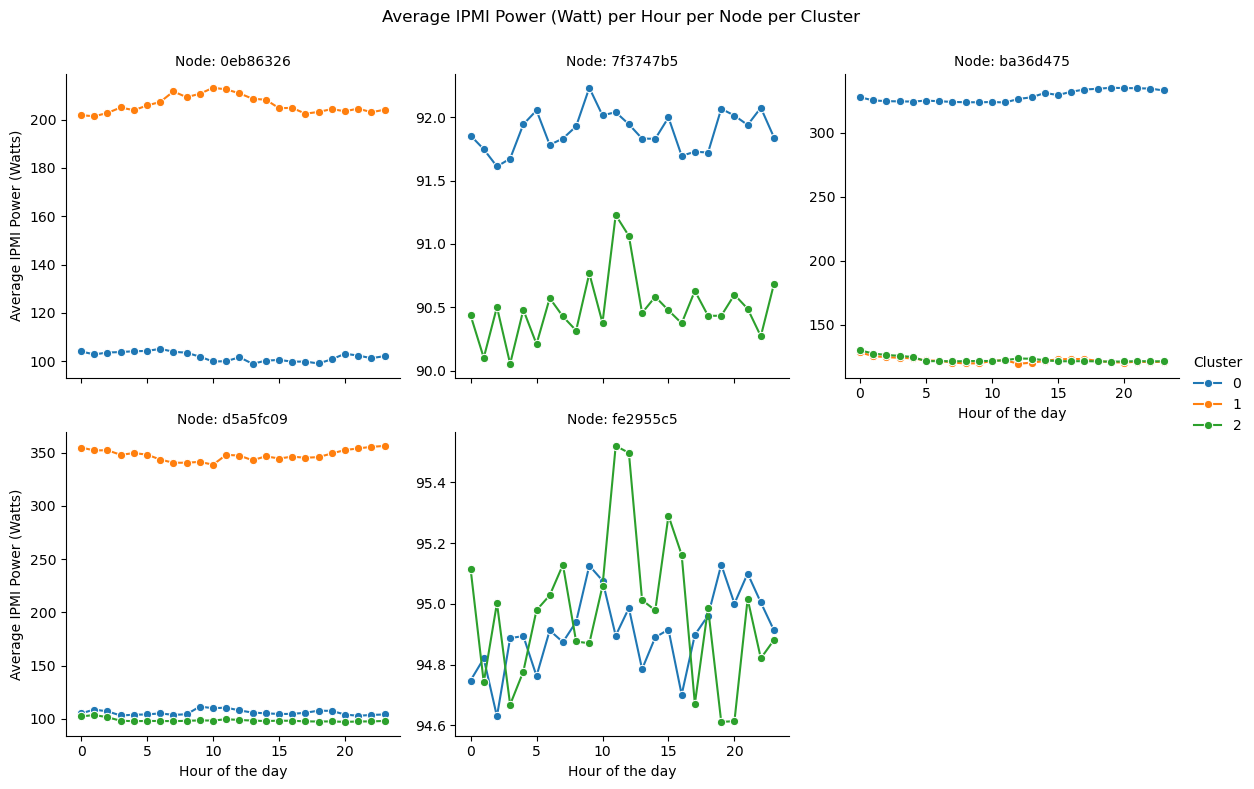 Average IPMI Power (Watt) per Hour per Node per Cluster
Node: 0eb86326
Average IPMI Power (Watts)
200
180
160
140
120
100
Node: 7f3747b5
92.0
91.5
91.0
90.5
90.0
Node: ba36d475
300
250
200
150
0 5 10 15 20
Hour of the day
Cluster
0
1
2
Node: d5a5fc09
Average IPMI Power (Watts)
350
300
250
200
150
100
0 5 10 15 20
Hour of the day
Node: fe2955c5
95.4
95.2
95.0
94.8
94.6
0 5 10 15 20
Hour of the day